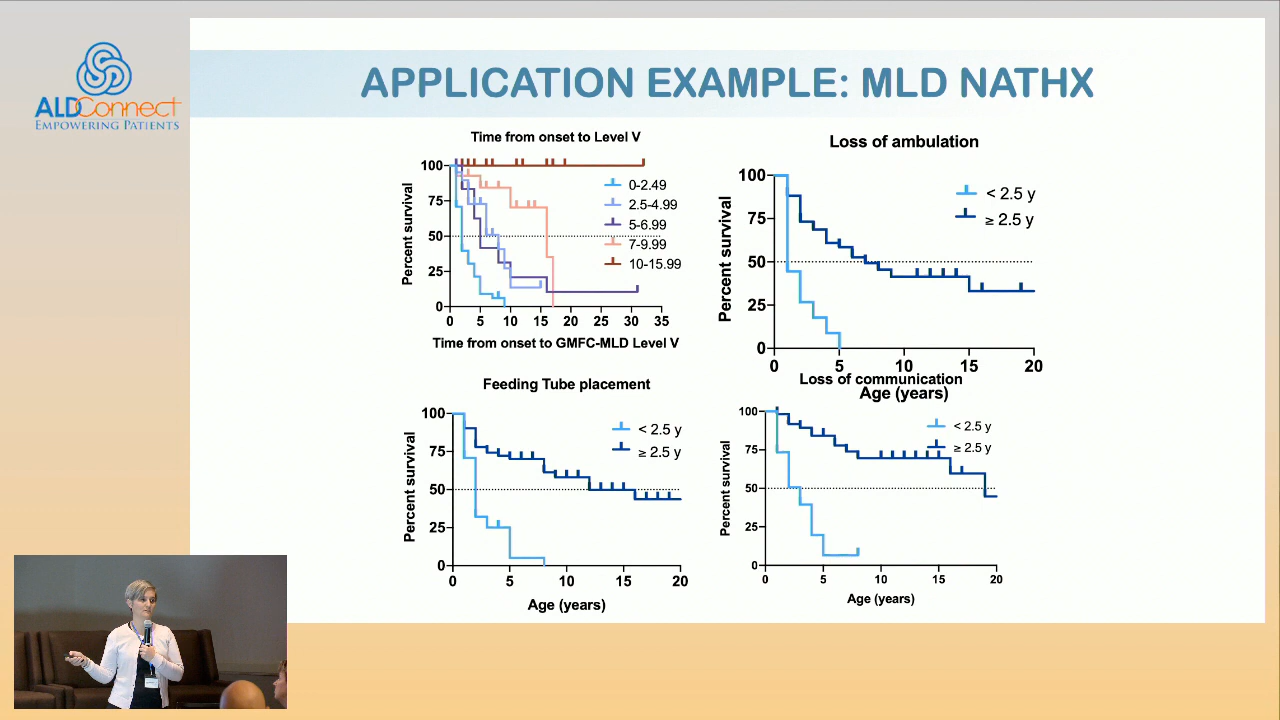 ALDConnect
EMPOWERING PATIENTS
APPLICATION EXAMPLE: MLD NATHX
Time from onset to Level V
Percent survival
100
75
50
25
0
0 5 10 15 20 25 30 35
0-2.49
2.5-4.99
5-6.99
7-9.99
10-15.99
Time from onset to GMFC-MLD Level V
Loss of ambulation
Percent survival
100
75
50
25
0
0 5 10 15 20
< 2.5 y
≥ 2.5 y
Age (years)
Feeding Tube placement
Percent survival
100
75
50
25
0
0 5 10 15 20
< 2.5 y
≥ 2.5 y
Age (years)
Loss of communication
Percent survival
100
75
50
25
0
0 5 10 15 20
< 2.5 y
≥ 2.5 y
Age (years)